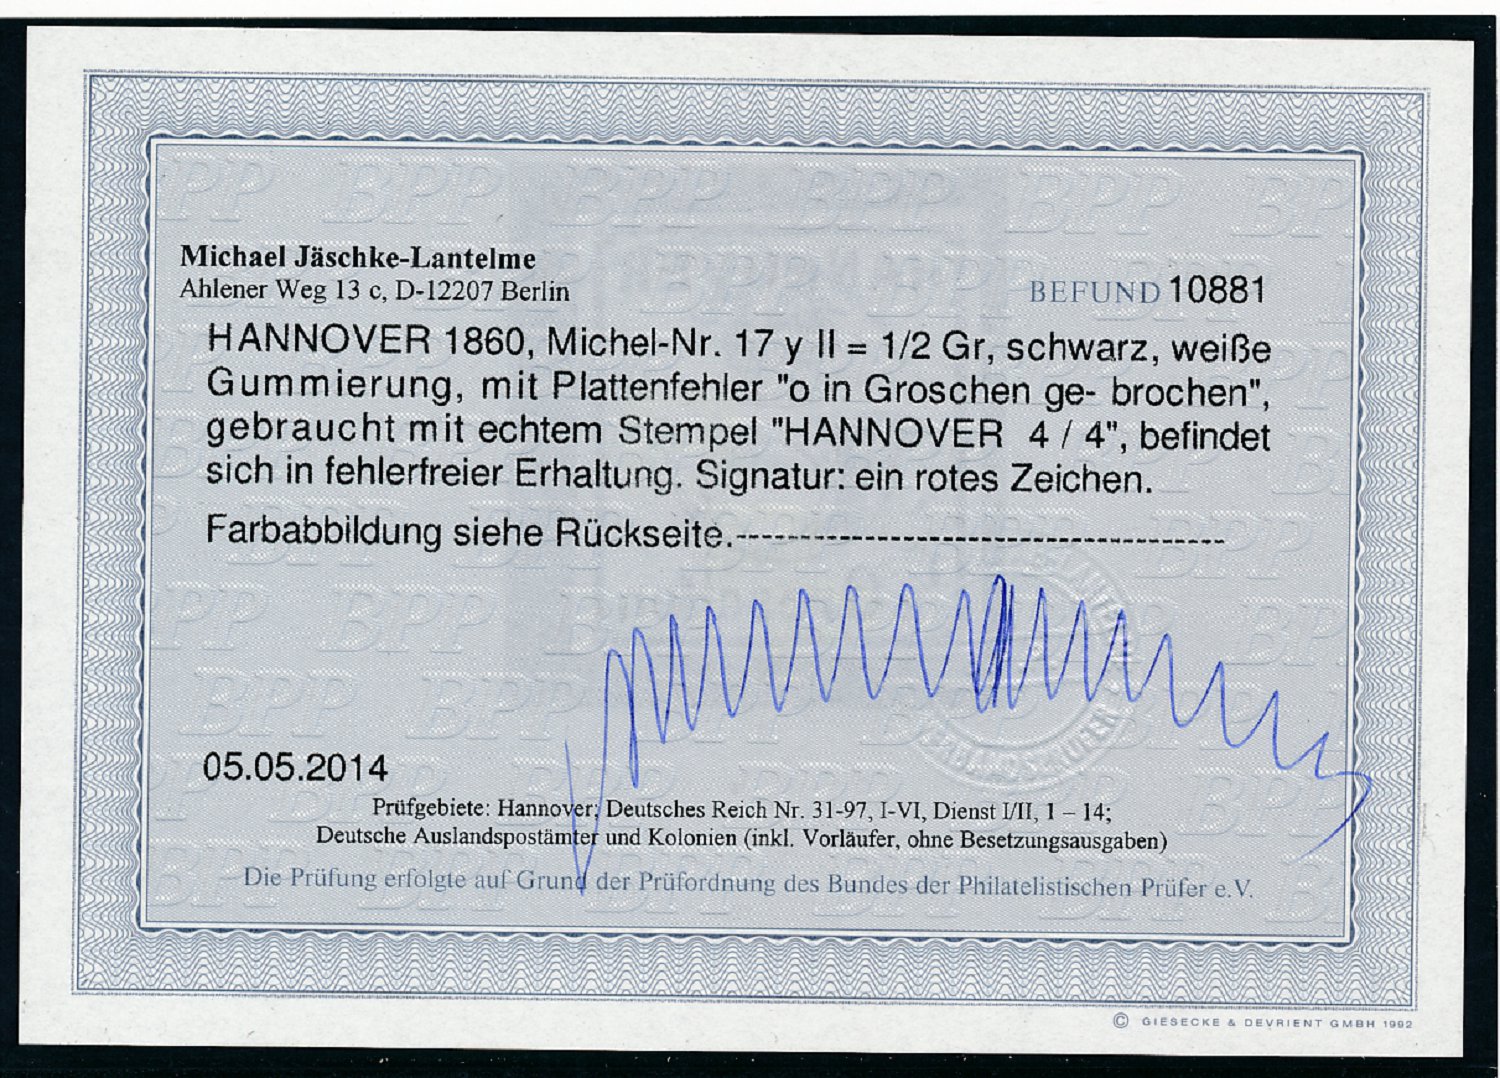 Michael Jäschke-Lantelme
Ahlener Weg 13 c, D-12207 Berlin
BEFUND 10881
HANNOVER 1860, Michel-Nr. 17 y II = 1/2 Gr, schwarz, weiße
Gummierung, mit Plattenfehler "o in Groschen ge- brochen",
gebraucht mit echtem Stempel "HANNOVER 4 / 4", befindet
sich in fehlerfreier Erhaltung. Signatur: ein rotes Zeichen.
Farbabbildung siehe Rückseite.--------------------------------------
05.05.2014
Prüfgebiete: Hannover; Deutsches Reich Nr. 31-97, I-VI, Dienst I/II, 1 – 14;
Deutsche Auslandspostämter und Kolonien (inkl. Vorläufer, ohne Besetzungsausgaben)
Die Prüfung erfolgte auf Grund der Prüfordnung des Bundes der Philatelistischen Prüfer e.V.
© GIESECKE & DEVRIENT GMBH 1992